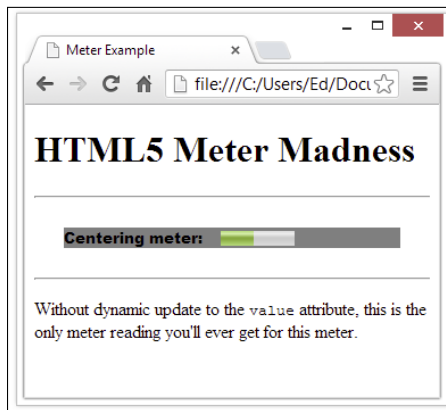 Meter Example
file:///C:/Users/Ed/Docu
HTML5 Meter Madness
Centering meter:
Without dynamic update to the value attribute, this is the
only meter reading you'll ever get for this meter.